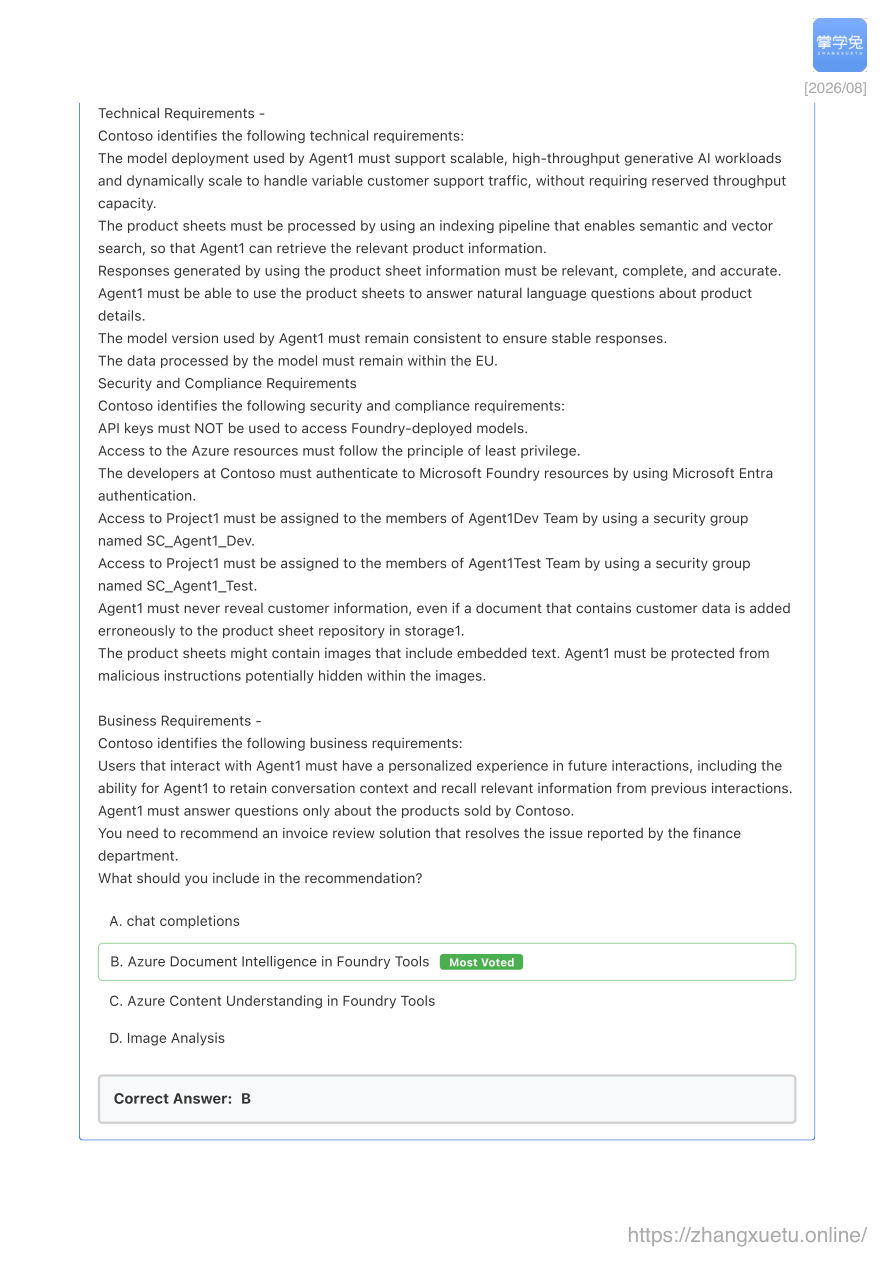 掌学兔
ZHANGXUETU
[2026/08]
Technical Requirements -
Contoso identifies the following technical requirements:
The model deployment used by Agent1 must support scalable, high-throughput generative AI workloads
and dynamically scale to handle variable customer support traffic, without requiring reserved throughput
capacity.
The product sheets must be processed by using an indexing pipeline that enables semantic and vector
search, so that Agent1 can retrieve the relevant product information.
Responses generated by using the product sheet information must be relevant, complete, and accurate.
Agent1 must be able to use the product sheets to answer natural language questions about product
details.
The model version used by Agent1 must remain consistent to ensure stable responses.
The data processed by the model must remain within the EU.
Security and Compliance Requirements
Contoso identifies the following security and compliance requirements:
API keys must NOT be used to access Foundry-deployed models.
Access to the Azure resources must follow the principle of least privilege.
The developers at Contoso must authenticate to Microsoft Foundry resources by using Microsoft Entra
authentication.
Access to Project1 must be assigned to the members of Agent1Dev Team by using a security group
named SC_Agent1_Dev.
Access to Project1 must be assigned to the members of Agent1Test Team by using a security group
named SC_Agent1_Test.
Agent1 must never reveal customer information, even if a document that contains customer data is added
erroneously to the product sheet repository in storage1.
The product sheets might contain images that include embedded text. Agent1 must be protected from
malicious instructions potentially hidden within the images.
Business Requirements -
Contoso identifies the following business requirements:
Users that interact with Agent1 must have a personalized experience in future interactions, including the
ability for Agent1 to retain conversation context and recall relevant information from previous interactions.
Agent1 must answer questions only about the products sold by Contoso.
You need to recommend an invoice review solution that resolves the issue reported by the finance
department.
What should you include in the recommendation?
A. chat completions
B. Azure Document Intelligence in Foundry Tools Most Voted
C. Azure Content Understanding in Foundry Tools
D. Image Analysis
Correct Answer: B
https://zhangxuetu.online/